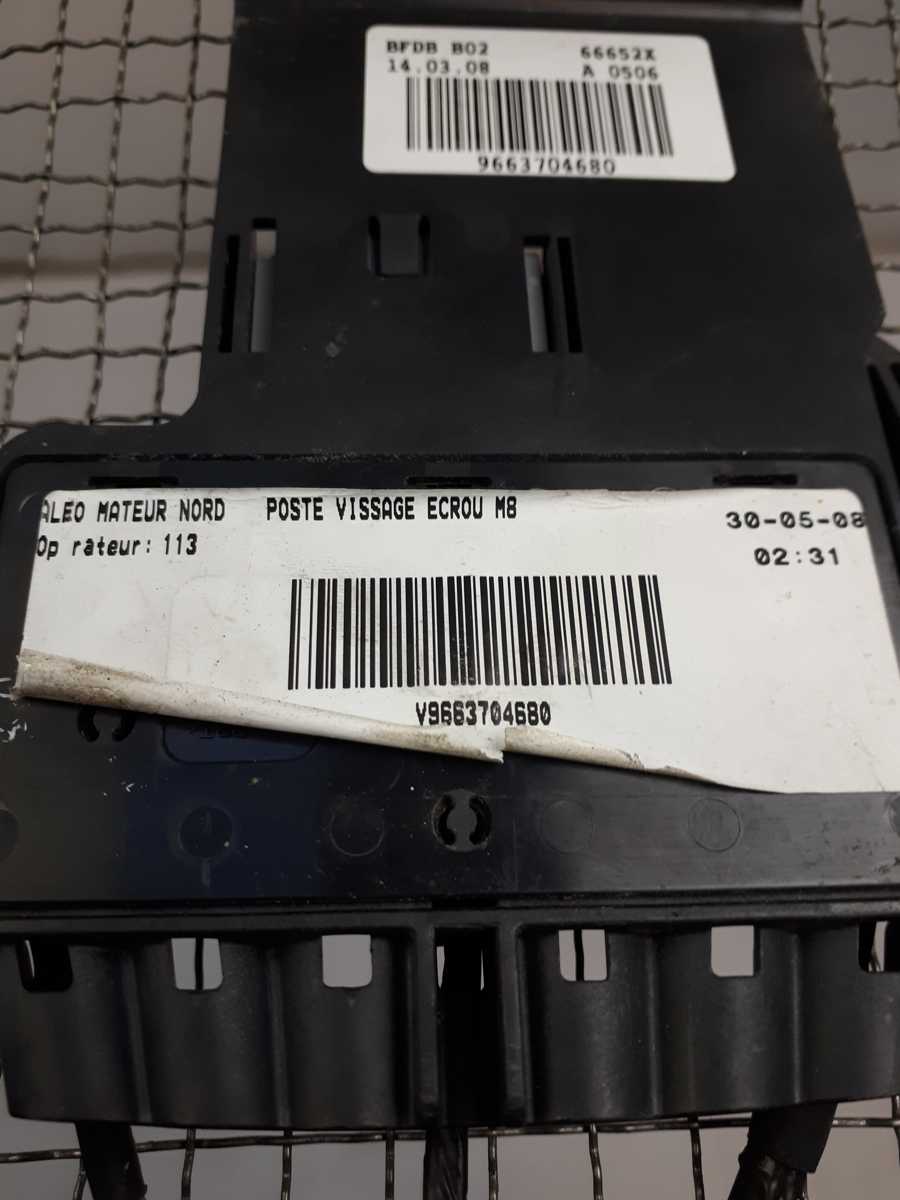 BFDB B02 66652X
14.03.08 A 0506
9663704680
ALEO MATEUR NORD POSTE VISSAGE ECROU M8 30-05-08
Op rateur: 113 02:31
V9663704680